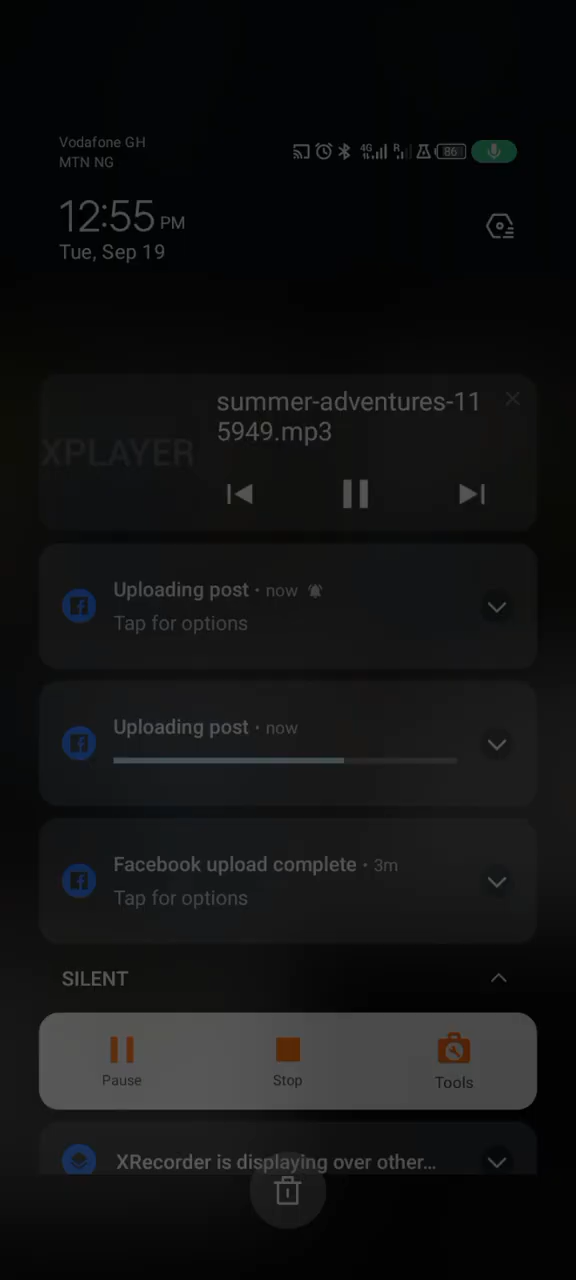 Vodafone GH
MTN NG
4G
R
86
12:55 PM
Tue, Sep 19
summer-adventures-11
5949.mp3
XPLAYER
Uploading post • now
Tap for options
Uploading post • now
Facebook upload complete • 3m
Tap for options
SILENT
Pause
Stop
Tools
XRecorder is displaying over other…